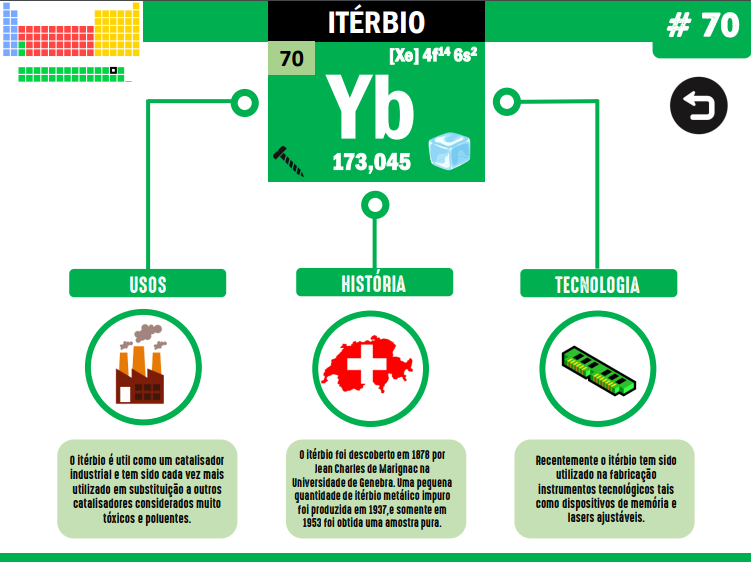 ITÉRBIO
# 70
70
[Xe] 4f¹⁴ 6s²
Yb
173,045
USOS
HISTÓRIA
TECNOLOGIA
O itérbio é util como um catalisador
industrial e tem sido cada vez mais
utilizado em substituição a outros
catalisadores considerados muito
tóxicos e poluentes.
O itérbio foi descoberto em 1878 por
Jean Charles de Marignac na
Universidade de Genebra. Uma pequena
quantidade de itérbio metálico impuro
foi produzida em 1937,e somente em
1953 foi obtida uma amostra pura.
Recentemente o itérbio tem sido
utilizado na fabricação
instrumentos tecnológicos tais
como dispositivos de memória e
lasers ajustáveis.